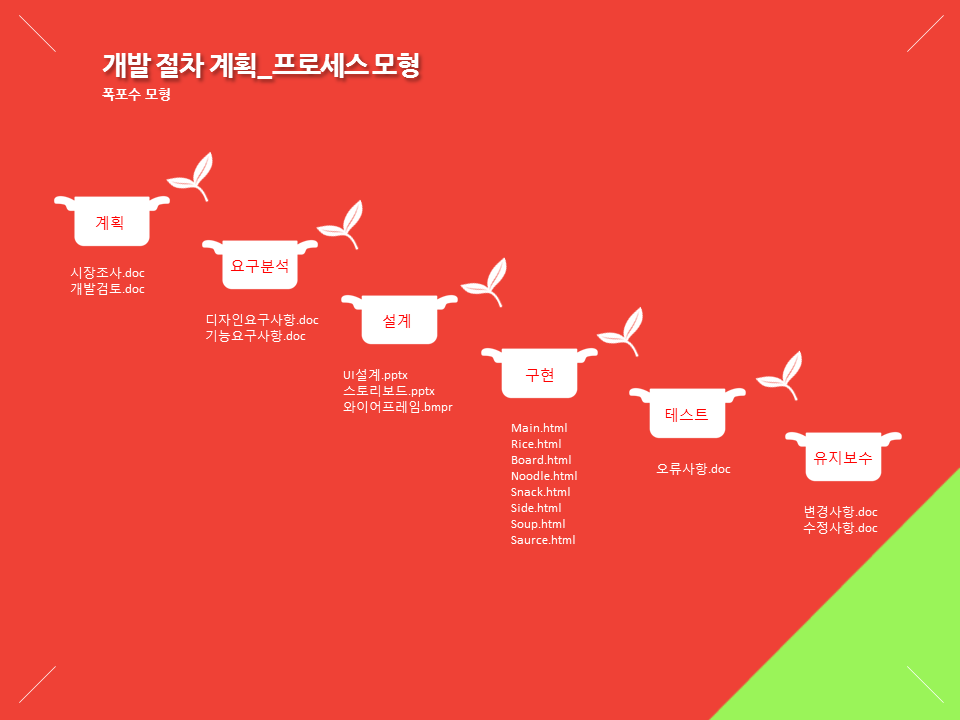 개발 절차 계획_프로세스 모형
폭포수 모형
계획
시장조사.doc
개발검토.doc
요구분석
디자인요구사항.doc
기능요구사항.doc
설계
UI설계.pptx
스토리보드.pptx
와이어프레임.bmpr
구현
Main.html
Rice.html
Board.html
Noodle.html
Snack.html
Side.html
Soup.html
Saurce.html
테스트
오류사항.doc
유지보수
변경사항.doc
수정사항.doc